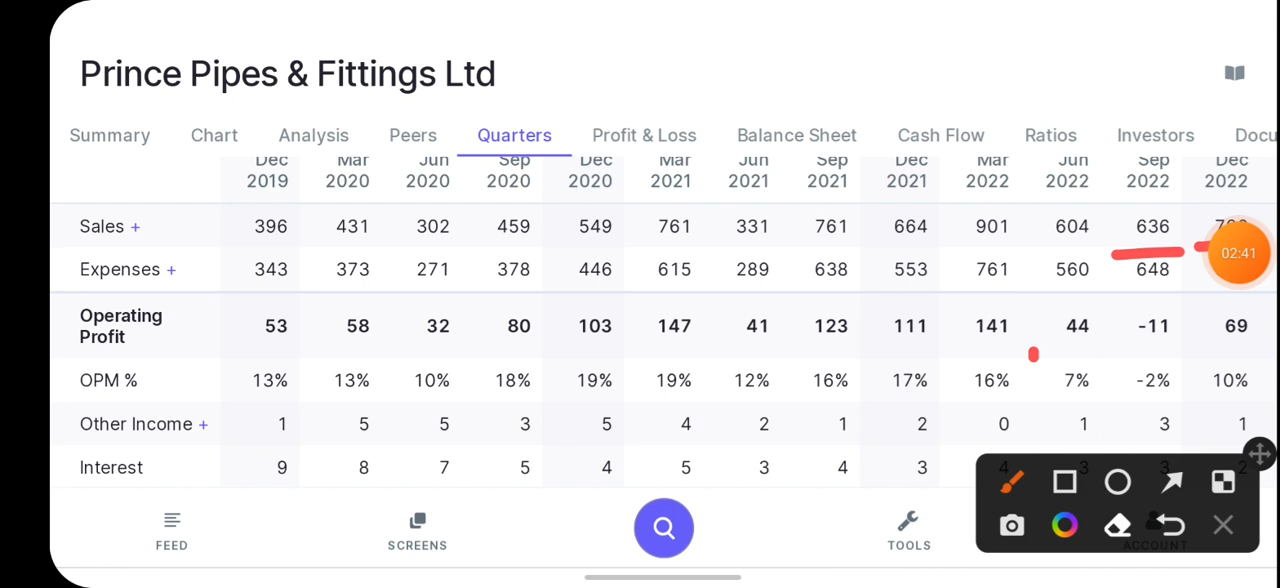 Prince Pipes & Fittings Ltd
Summary Chart Analysis Peers Quarters Profit & Loss Balance Sheet Cash Flow Ratios Investors Docu
Dec Mar Jun Sep Dec Mar Jun Sep Dec Mar Jun Sep Dec
2019 2020 2020 2020 2020 2021 2021 2021 2021 2022 2022 2022 2022
Sales + 396 431 302 459 549 761 331 761 664 901 604 636
02:41
Expenses + 343 373 271 378 446 615 289 638 553 761 560 648
Operating
Profit 53 58 32 80 103 147 41 123 111 141 44 -11 69
OPM % 13% 13% 10% 18% 19% 19% 12% 16% 17% 16% 7% -2% 10%
Other Income + 1 5 5 3 5 4 2 1 2 0 1 3 1
Interest 9 8 7 5 4 5 3 4 3 4 3 3 2
FEED SCREENS TOOLS ACCOUNT